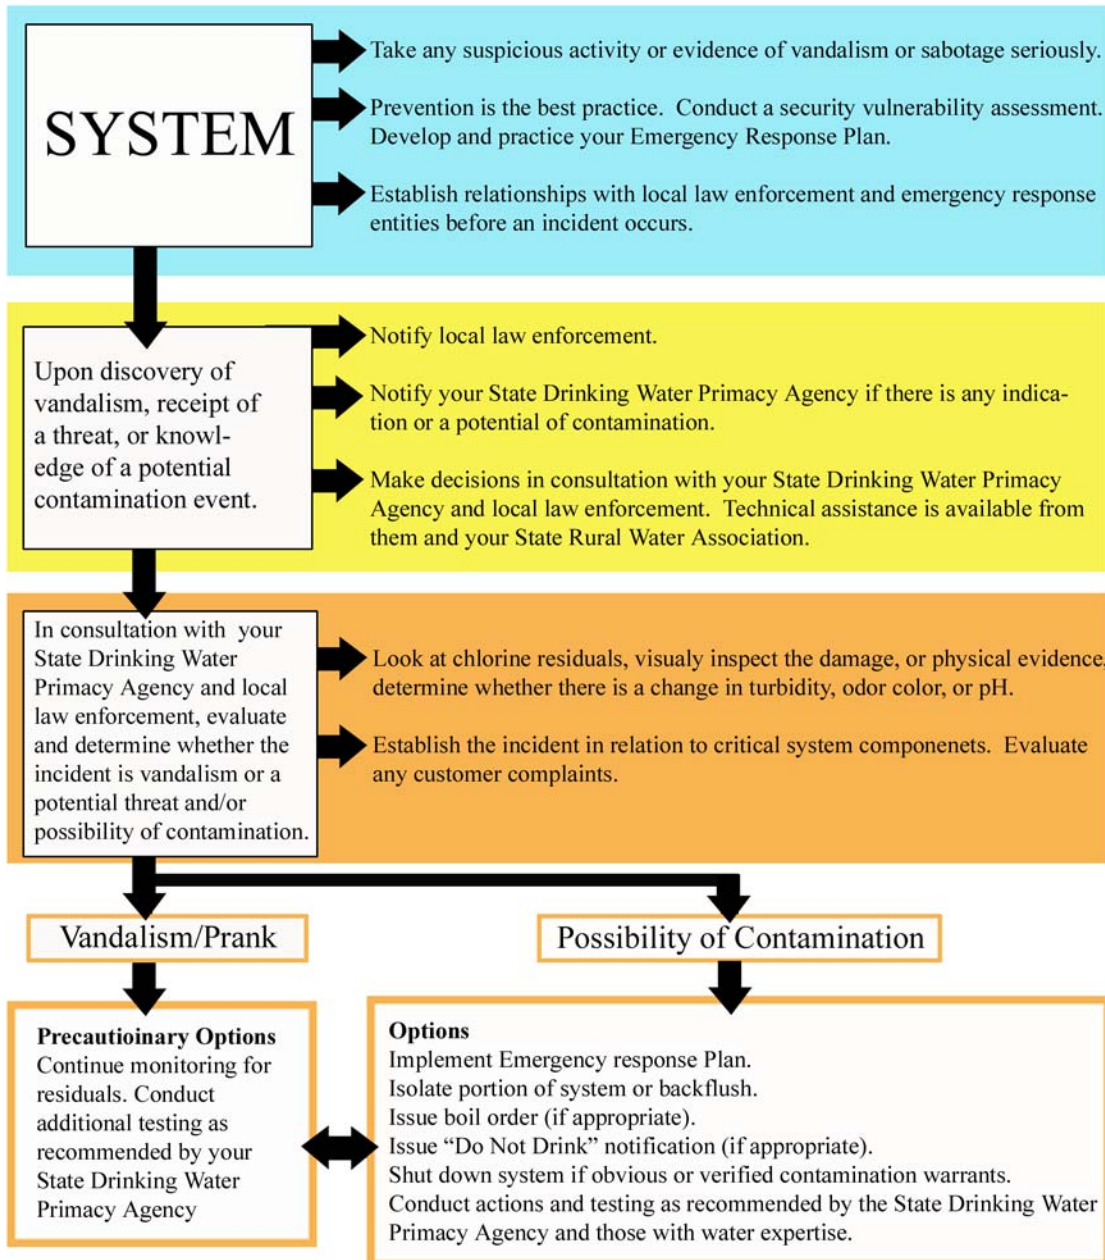 SYSTEM
Take any suspicious activity or evidence of vandalism or sabotage seriously.
Prevention is the best practice.  Conduct a security vulnerability assessment.
Develop and practice your Emergency Response Plan.
Establish relationships with local law enforcement and emergency response
entities before an incident occurs.
Upon discovery of
vandalism, receipt of
a threat, or knowl-
edge of a potential
contamination event.
Notify local law enforcement.
Notify your State Drinking Water Primacy Agency if there is any indica-
tion or a potential of contamination.
Make decisions in consultation with your State Drinking Water Primacy
Agency and local law enforcement.  Technical assistance is available from
them and your State Rural Water Association.
In consultation with  your
State Drinking Water
Primacy Agency and local
law enforcement, evaluate
and determine whether the
incident is vandalism or a
potential threat and/or
possibility of contamination.
Look at chlorine residuals, visualy inspect the damage, or physical evidence,
determine whether there is a change in turbidity, odor color, or pH.
Establish the incident in relation to critical system componenets.  Evaluate
any customer complaints.
Vandalism/Prank
Possibility of Contamination
Precautioinary Options
Continue monitoring for
residuals. Conduct
additional testing as
recommended by your
State Drinking Water
Primacy Agency
Options
Implement Emergency response Plan.
Isolate portion of system or backflush.
Issue boil order (if appropriate).
Issue “Do Not Drink” notification (if appropriate).
Shut down system if obvious or verified contamination warrants.
Conduct actions and testing as recommended by the State Drinking Water
Primacy Agency and those with water expertise.